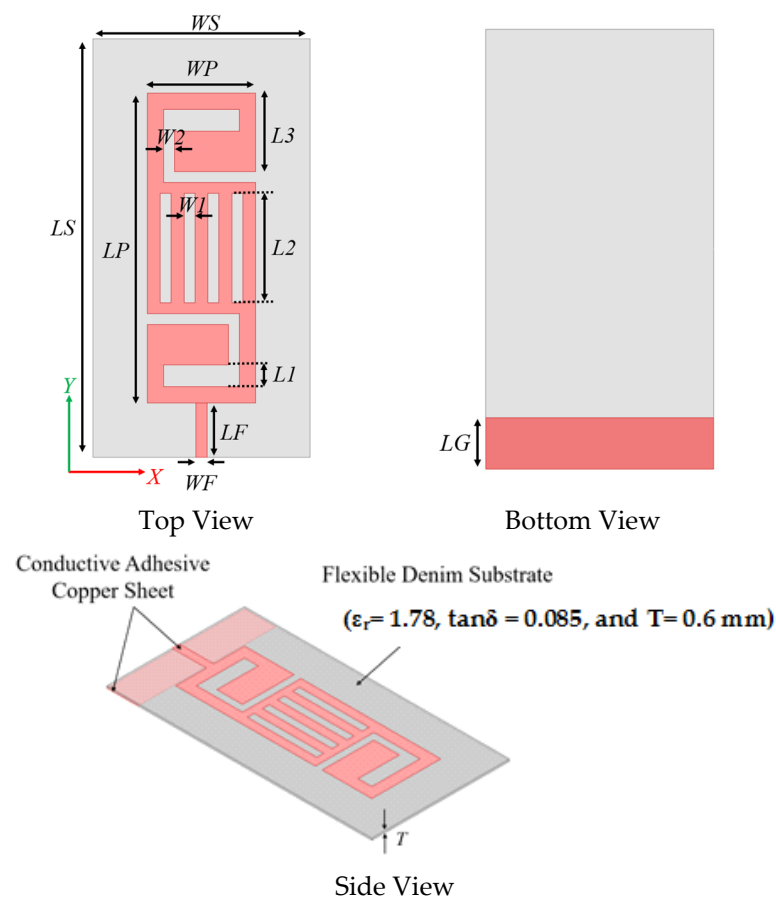 WS
WP
W2
L3
W1
LS
LP
L2
L1
Y
LF
X
WF
LG
Top View
Bottom View
Conductive Adhesive
Copper Sheet
Flexible Denim Substrate
(εr= 1.78, tanδ = 0.085, and T= 0.6 mm)
T
Side View